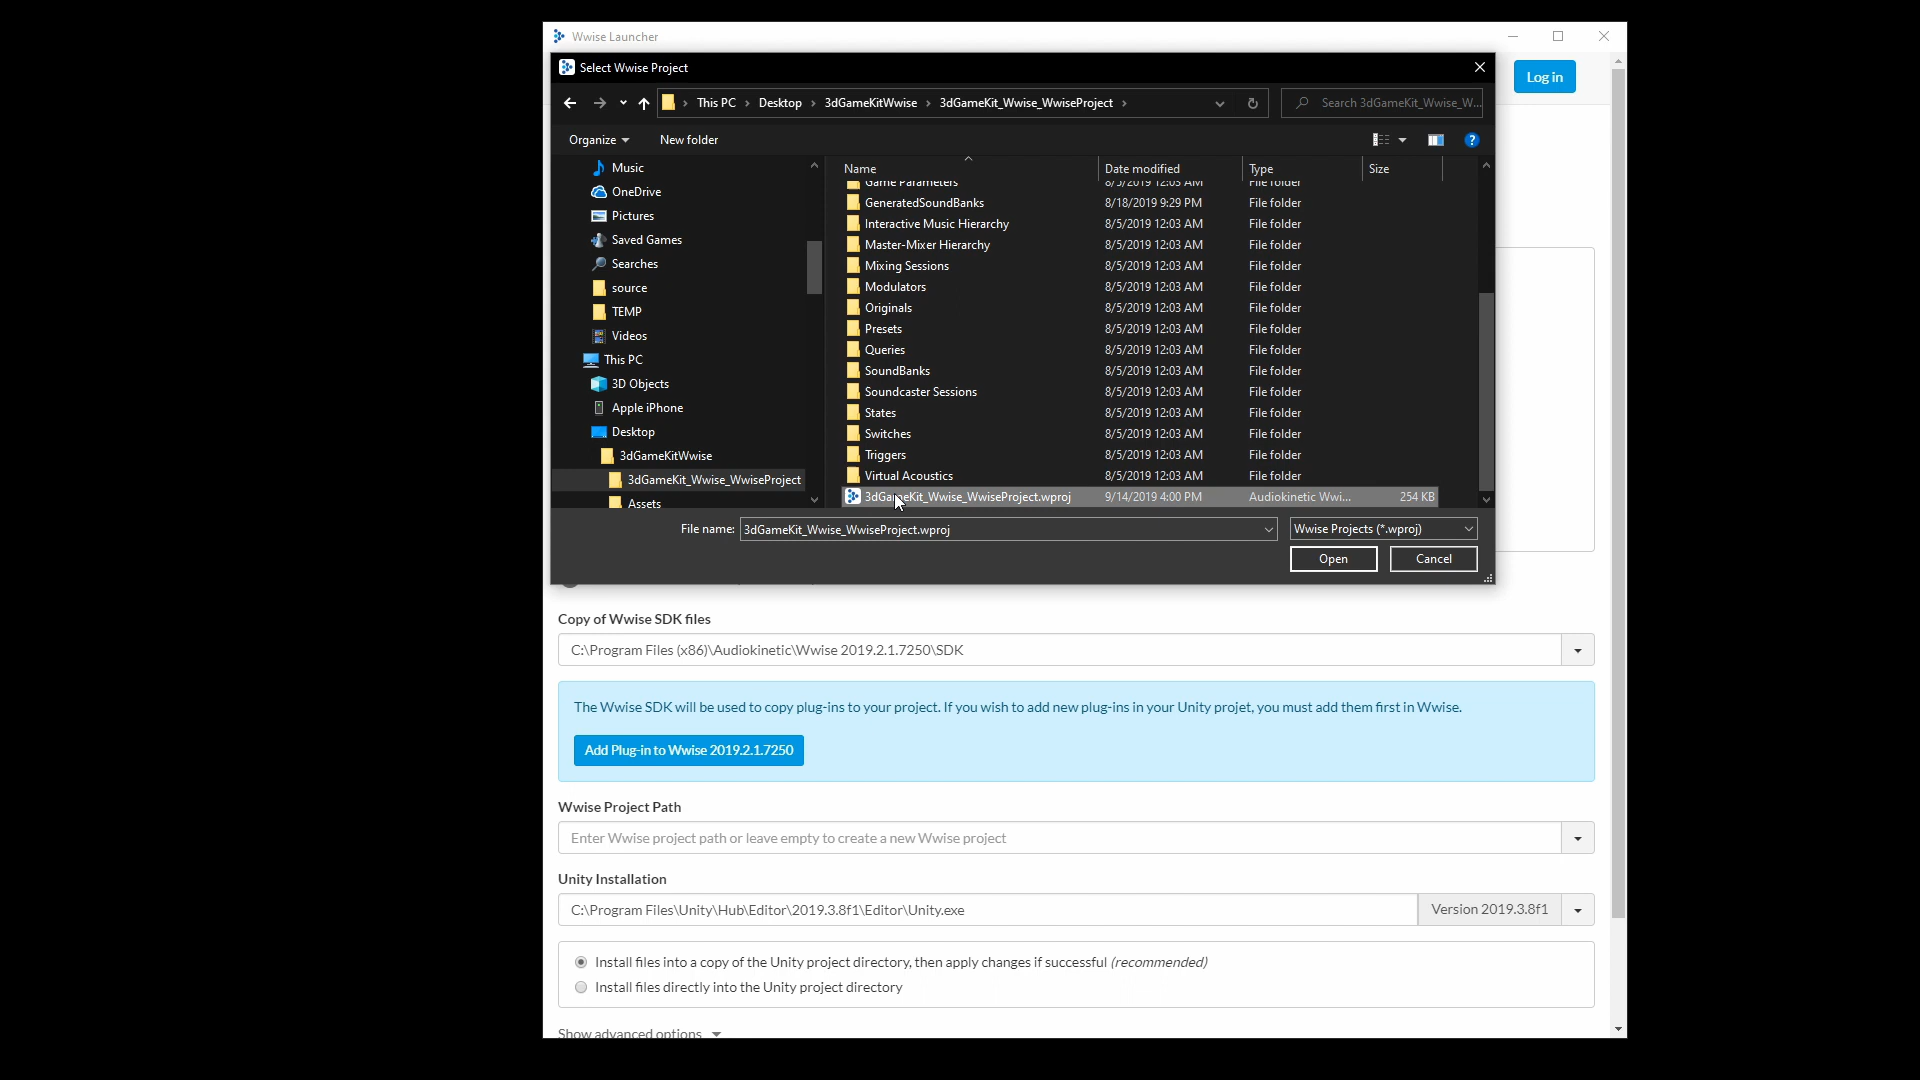 Wwise Launcher
Select Wwise Project
Log in
This PC > Desktop > 3dGameKitWwise > 3dGameKit_Wwise_WwiseProject >
Search 3dGameKit_Wwise_W...
Organize
New folder
Name
Date modified
Type
Size
Music
OneDrive
Pictures
Saved Games
Searches
source
TEMP
Videos
This PC
3D Objects
Apple iPhone
Desktop
3dGameKitWwise
3dGameKit_Wwise_WwiseProject
Assets
Game Parameters 8/5/2019 12:03 AM File folder
GeneratedSoundBanks 8/18/2019 9:29 PM File folder
Interactive Music Hierarchy 8/5/2019 12:03 AM File folder
Master-Mixer Hierarchy 8/5/2019 12:03 AM File folder
Mixing Sessions 8/5/2019 12:03 AM File folder
Modulators 8/5/2019 12:03 AM File folder
Originals 8/5/2019 12:03 AM File folder
Presets 8/5/2019 12:03 AM File folder
Queries 8/5/2019 12:03 AM File folder
SoundBanks 8/5/2019 12:03 AM File folder
Soundcaster Sessions 8/5/2019 12:03 AM File folder
States 8/5/2019 12:03 AM File folder
Switches 8/5/2019 12:03 AM File folder
Triggers 8/5/2019 12:03 AM File folder
Virtual Acoustics 8/5/2019 12:03 AM File folder
3dGameKit_Wwise_WwiseProject.wproj 9/14/2019 4:00 PM Audiokinetic Wwi... 254 KB
File name: 3dGameKit_Wwise_WwiseProject.wproj
Wwise Projects (*.wproj)
Open
Cancel
Copy of Wwise SDK files
C:\Program Files (x86)\Audiokinetic\Wwise 2019.2.1.7250\SDK
The Wwise SDK will be used to copy plug-ins to your project. If you wish to add new plug-ins in your Unity projet, you must add them first in Wwise.
Add Plug-in to Wwise 2019.2.1.7250
Wwise Project Path
Enter Wwise project path or leave empty to create a new Wwise project
Unity Installation
C:\Program Files\Unity\Hub\Editor\2019.3.8f1\Editor\Unity.exe
Version 2019.3.8f1
Install files into a copy of the Unity project directory, then apply changes if successful (recommended)
Install files directly into the Unity project directory
Show advanced options